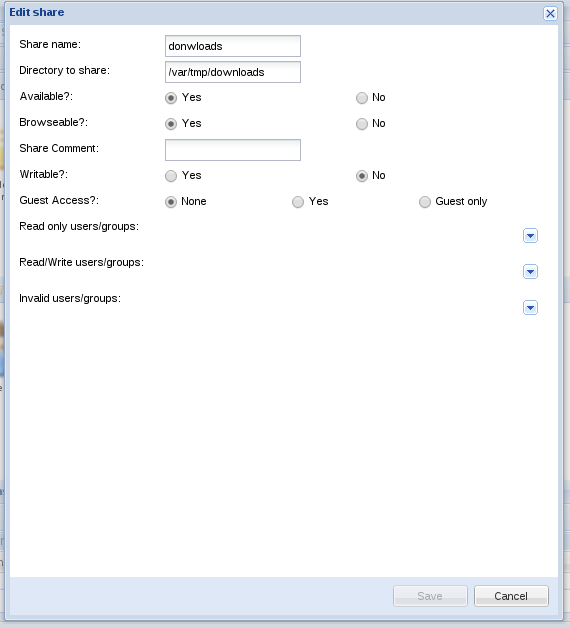 Edit share
Share name: donwloads
Directory to share: /var/tmp/downloads
Available?: Yes No
Browseable?: Yes No
Share Comment:
Writable?: Yes No
Guest Access?: None Yes Guest only
Read only users/groups:
Read/Write users/groups:
Invalid users/groups:
Save Cancel